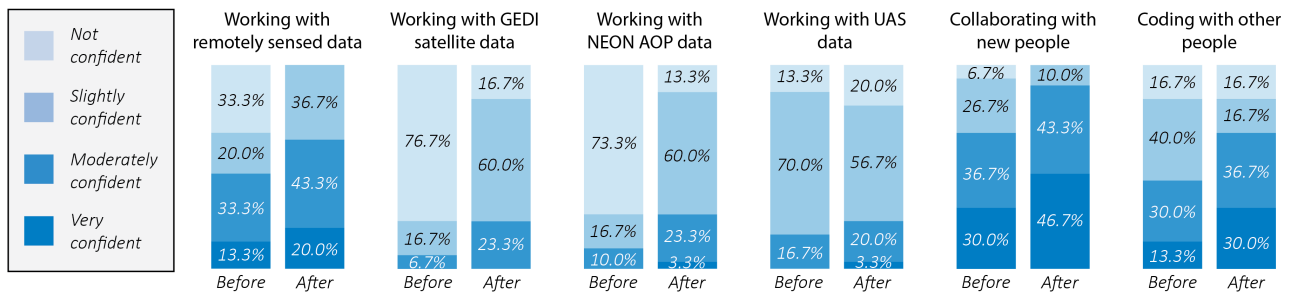 Not
confident
Slightly
confident
Moderately
confident
Very
confident
Working with
remotely sensed data
33.3%
20.0%
33.3%
13.3%
Before
36.7%
43.3%
20.0%
After
Working with GEDI
satellite data
76.7%
16.7%
6.7%
Before
16.7%
60.0%
23.3%
After
Working with
NEON AOP data
73.3%
16.7%
10.0%
Before
13.3%
60.0%
23.3%
3.3%
After
Working with UAS
data
13.3%
70.0%
16.7%
Before
20.0%
56.7%
20.0%
3.3%
After
Collaborating with
new people
6.7%
26.7%
36.7%
30.0%
Before
10.0%
43.3%
46.7%
After
Coding with other
people
16.7%
40.0%
30.0%
13.3%
Before
16.7%
16.7%
36.7%
30.0%
After